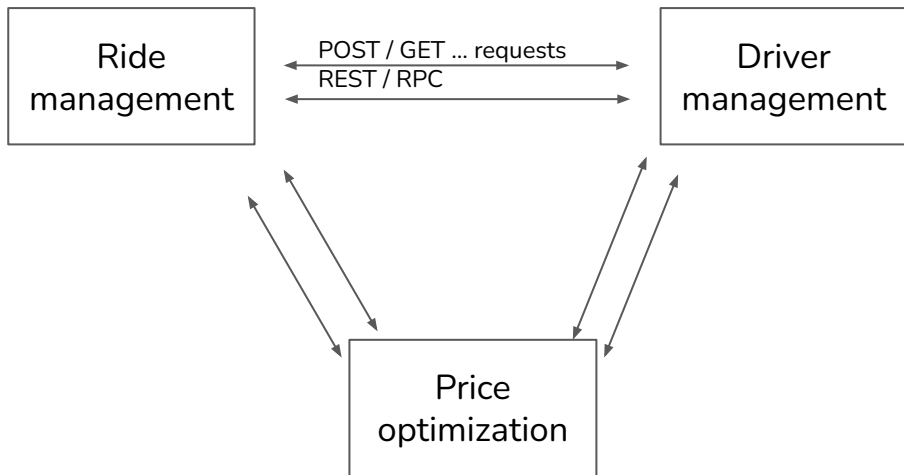 Ride
management
POST / GET ... requests
REST / RPC
Driver
management
Price
optimization